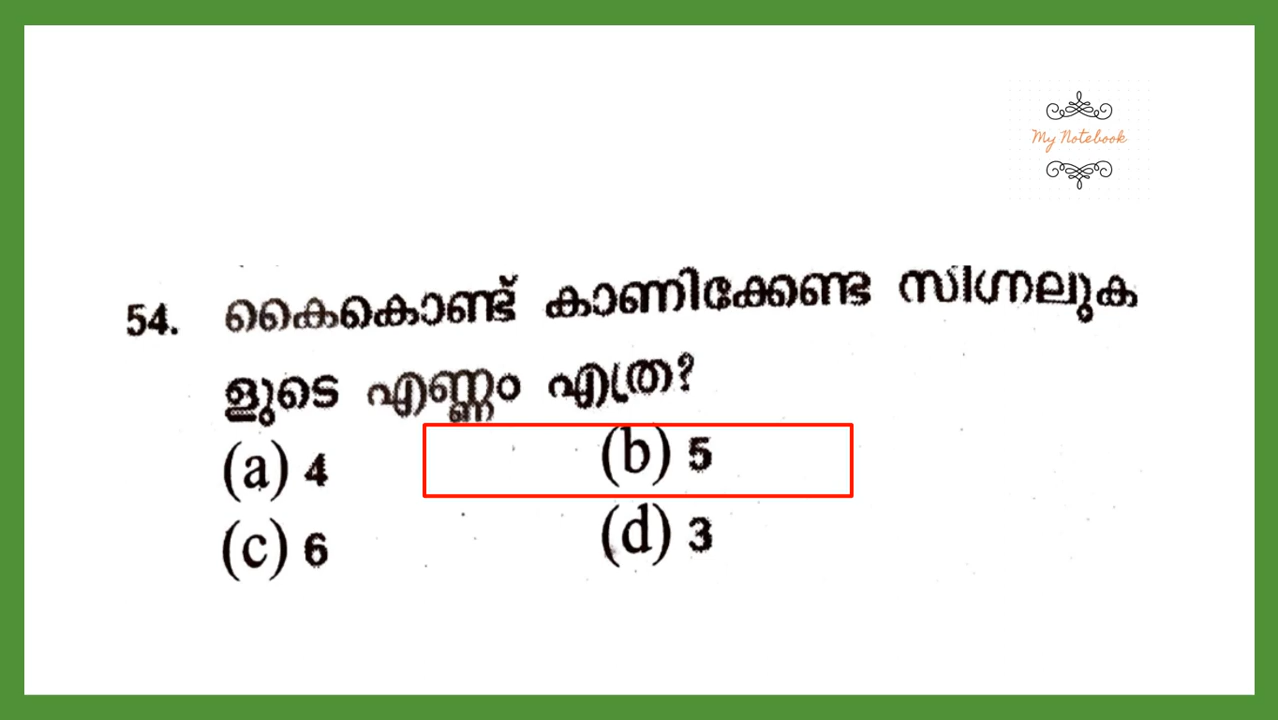 My Notebook
54. കൈകൊണ്ട് കാണിക്കേണ്ട സിഗ്നലുക
ളുടെ എണ്ണം എത്ര?
(a) 4 (b) 5
(c) 6 (d) 3